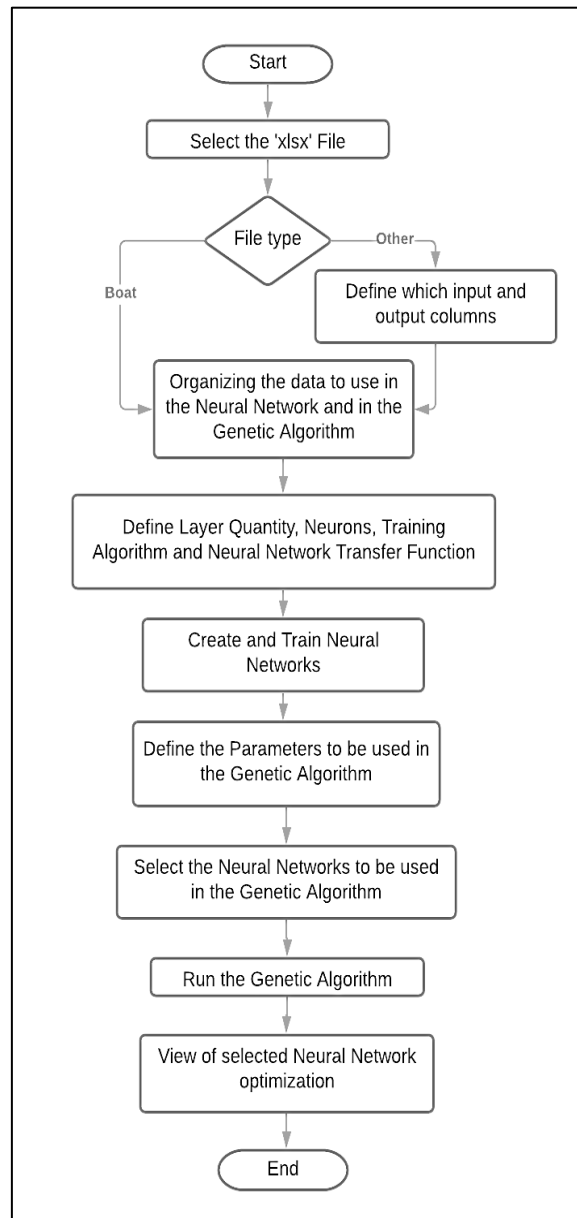 Start
Select the 'xlsx' File
File type
Other
Boat
Define which input and
output columns
Organizing the data to use in
the Neural Network and in the
Genetic Algorithm
Define Layer Quantity, Neurons, Training
Algorithm and Neural Network Transfer Function
Create and Train Neural
Networks
Define the Parameters to be used in
the Genetic Algorithm
Select the Neural Networks to be used
in the Genetic Algorithm
Run the Genetic Algorithm
View of selected Neural Network
optimization
End